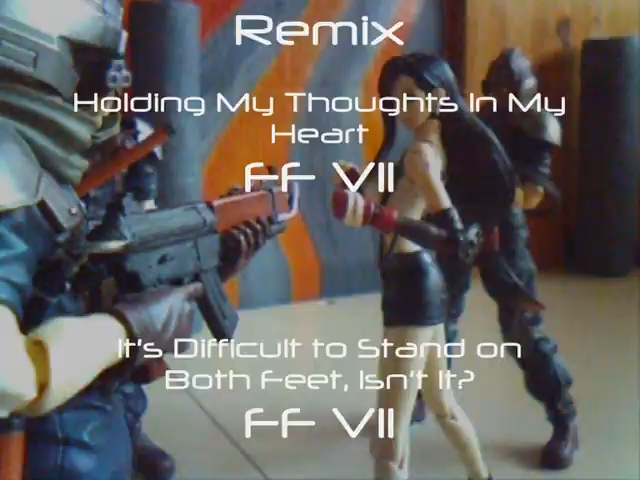 Remix
Holding My Thoughts In My
Heart
FF VII
It's Difficult to Stand on
Both Feet, Isn't It?
FF VII